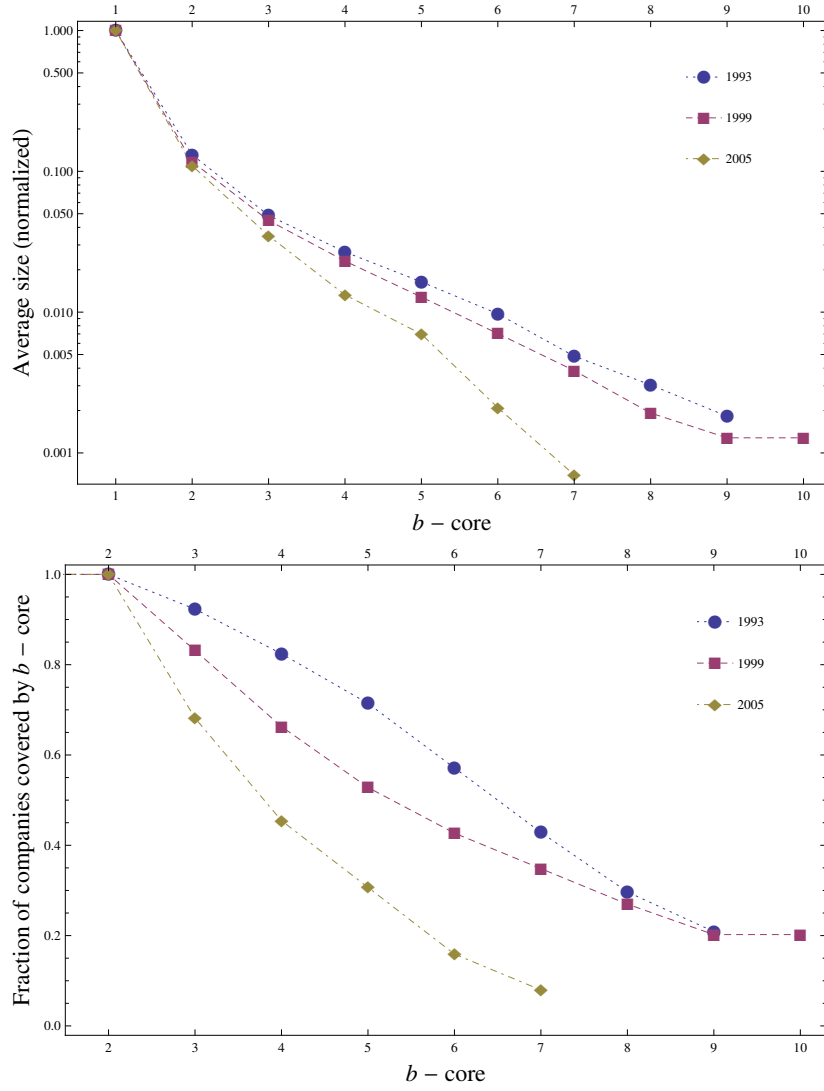 1 2 3 4 5 6 7 8 9 10
1.000
0.500
0.100
0.050
0.010
0.005
0.001
Average size (normalized)
1993
1999
2005
1 2 3 4 5 6 7 8 9 10
b – core
2 3 4 5 6 7 8 9 10
1.0
0.8
0.6
0.4
0.2
0.0
Fraction of companies covered by b – core
1993
1999
2005
2 3 4 5 6 7 8 9 10
b – core